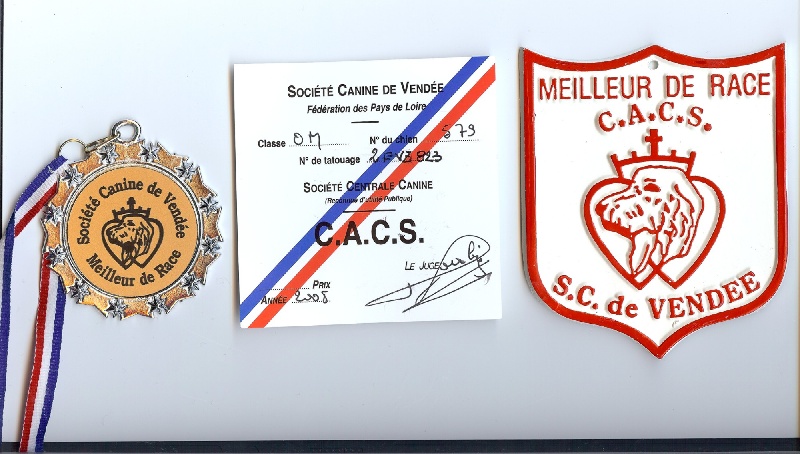 Société Canine de Vendée
Meilleur de Race
SOCIÉTÉ CANINE DE VENDÉE
Fédération des Pays de Loire
Classe OM N° du chien 579
N° de tatouage
SOCIÉTÉ CENTRALE CANINE
(Reconnue d'utilité Publique)
C.A.C.S.
LE JUGE
PRIX
ANNÉE 2008
MEILLEUR DE RACE
C.A.C.S.
S.C. de VENDEE